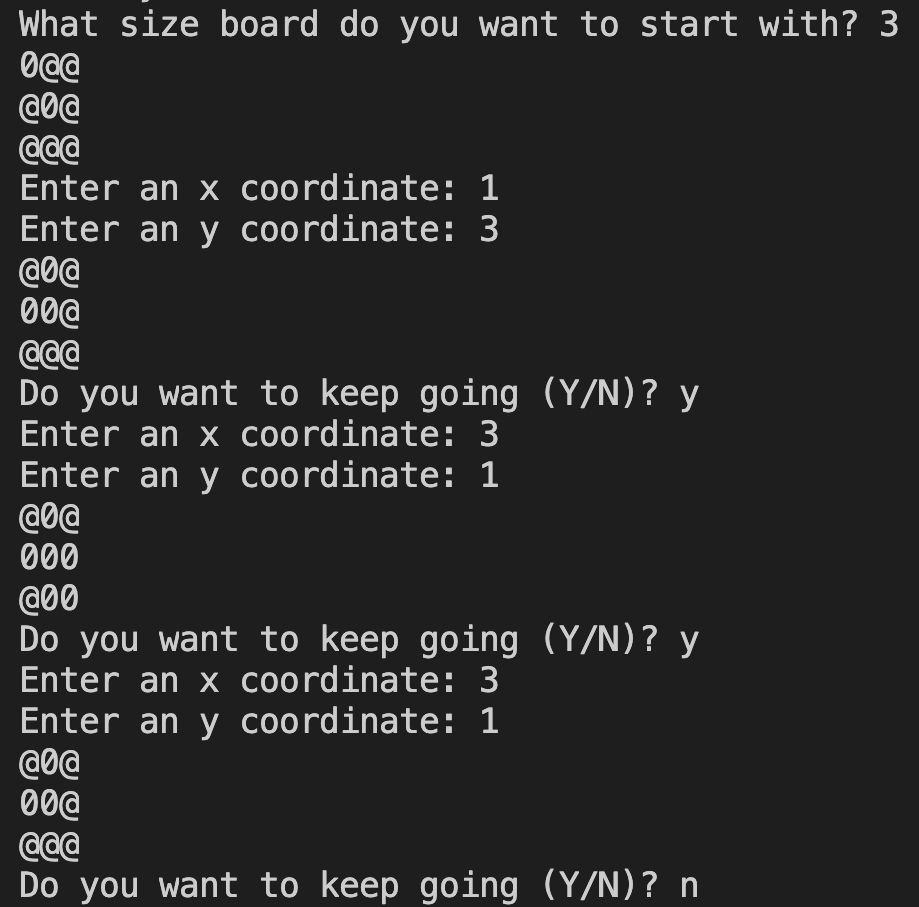 What size board do you want to start with? 3
0@@
@0@
@@@
Enter an x coordinate: 1
Enter an y coordinate: 3
@0@
00@
@@@
Do you want to keep going (Y/N)? y
Enter an x coordinate: 3
Enter an y coordinate: 1
@0@
000
@00
Do you want to keep going (Y/N)? y
Enter an x coordinate: 3
Enter an y coordinate: 1
@0@
00@
@@@
Do you want to keep going (Y/N)? n